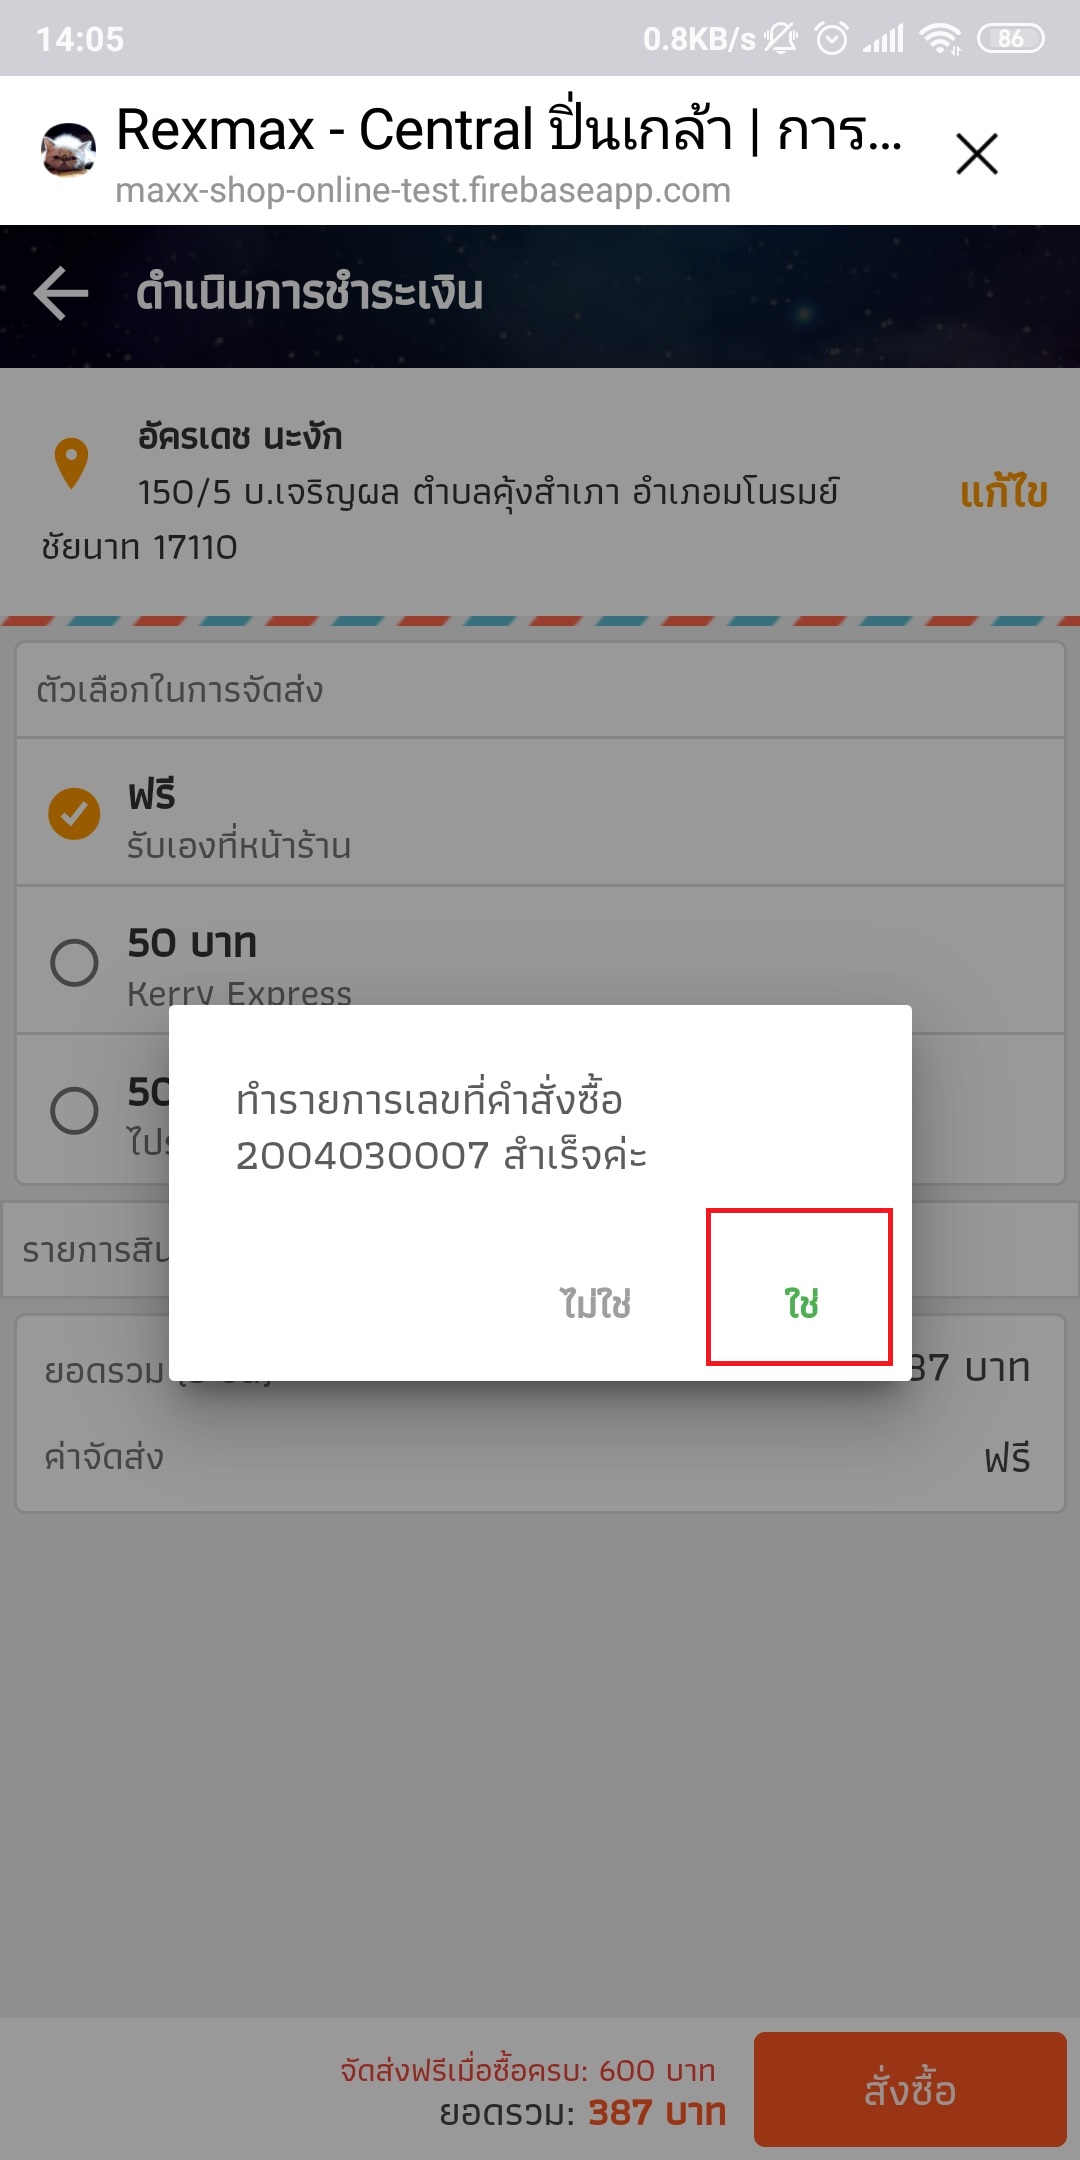 14:05 0.8KB/s 86
Rexmax - Central ปิ่นเกล้า | การ...
maxx-shop-online-test.firebaseapp.com
ดำเนินการชำระเงิน
อัครเดช นะงัก
150/5 บ.เจริญผล ตำบลคุ้งสำเภา อำเภอมโนรมย์
ชัยนาท 17110
แก้ไข
ตัวเลือกในการจัดส่ง
ฟรี
รับเองที่หน้าร้าน
50 บาท
Kerry Express
50
ทำรายการเลขที่คำสั่งซื้อ
2004030007 สำเร็จค่ะ
ไม่ใช่ ใช่
รายการสิน
ยอดรวม 87 บาท
ค่าจัดส่ง ฟรี
จัดส่งฟรีเมื่อซื้อครบ: 600 บาท
ยอดรวม: 387 บาท
สั่งซื้อ